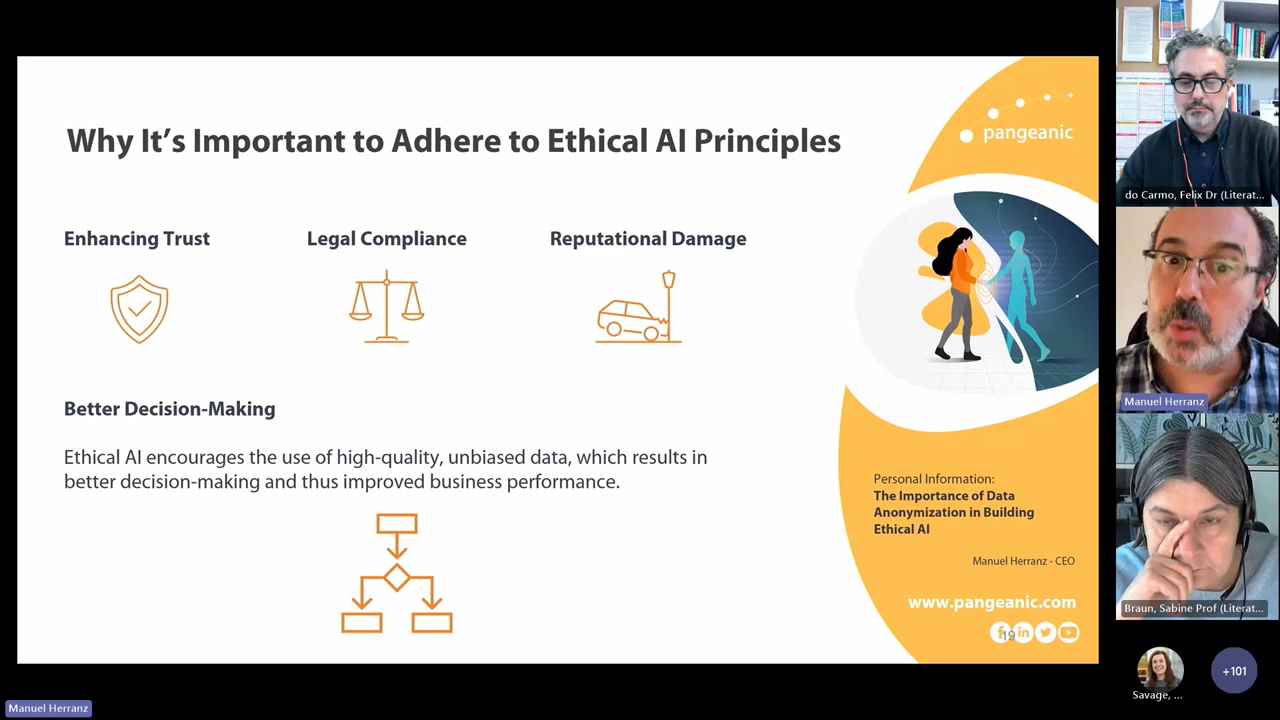 Why It's Important to Adhere to Ethical AI Principles
Enhancing Trust
Legal Compliance
Reputational Damage
Better Decision-Making
Ethical AI encourages the use of high-quality, unbiased data, which results in
better decision-making and thus improved business performance.
pangeanic
Personal Information:
The Importance of Data
Anonymization in Building
Ethical AI
Manuel Herranz - CEO
www.pangeanic.com
19
do Carmo, Felix Dr (Literat...
Manuel Herranz
Braun, Sabine Prof (Literat...
Savage, ...
+101
Manuel Herranz